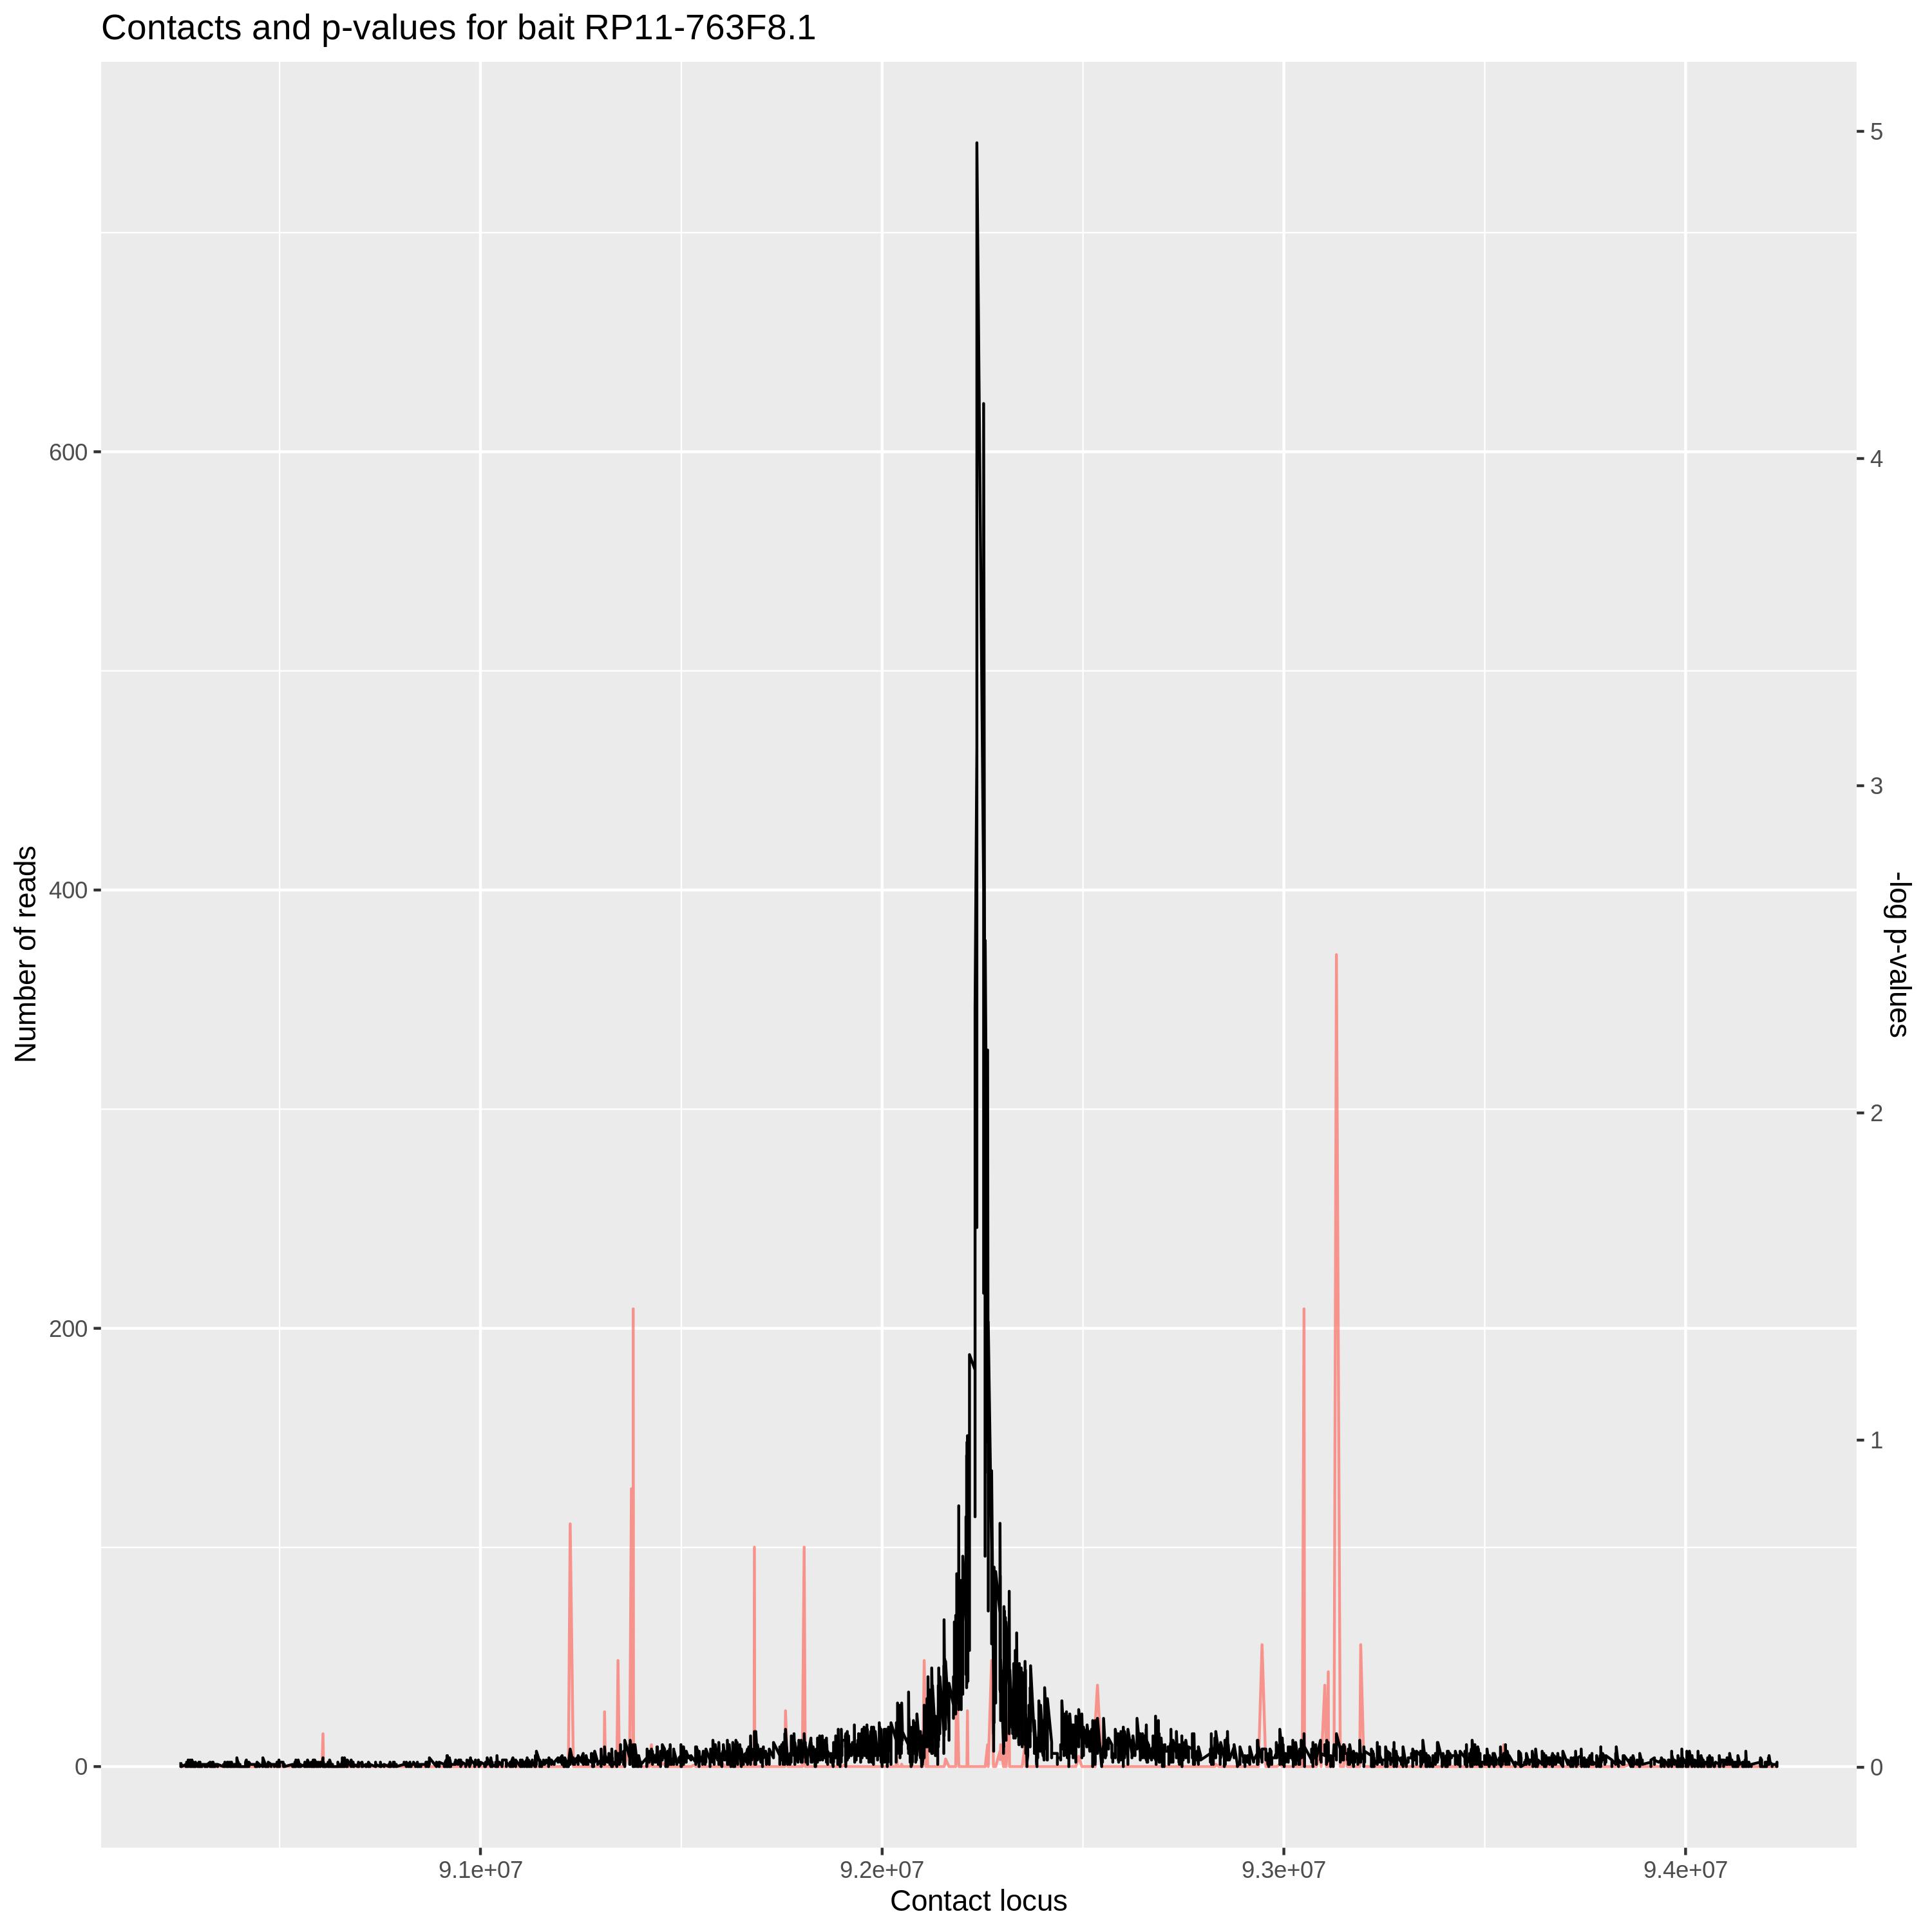 Contacts and p-values for bait RP11-763F8.1
Number of reads
600
400
200
0
5
4
3
2
1
0
-log p-values
9.1e+07
9.2e+07
9.3e+07
9.4e+07
Contact locus